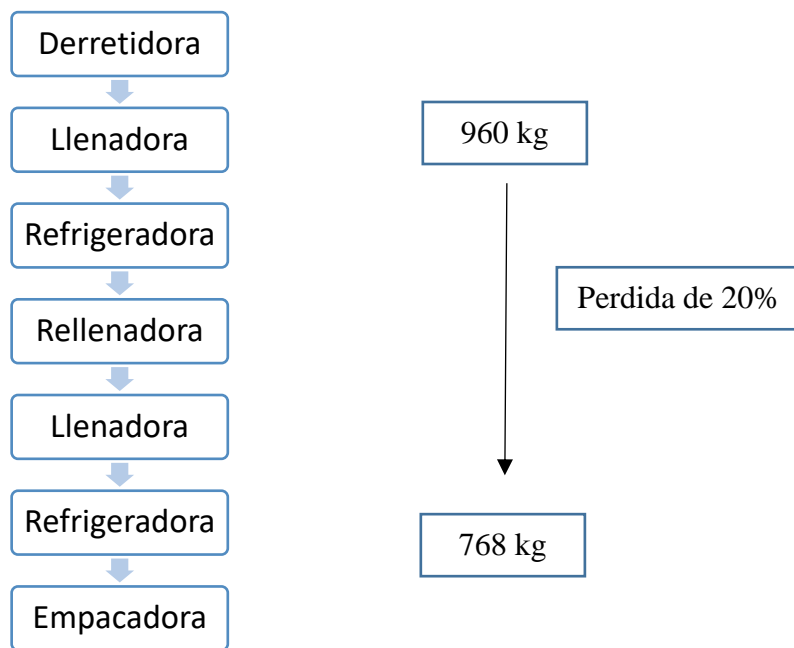 Derretidora
Llenadora
Refrigeradora
Rellenadora
Llenadora
Refrigeradora
Empacadora
960 kg
Perdida de 20%
768 kg